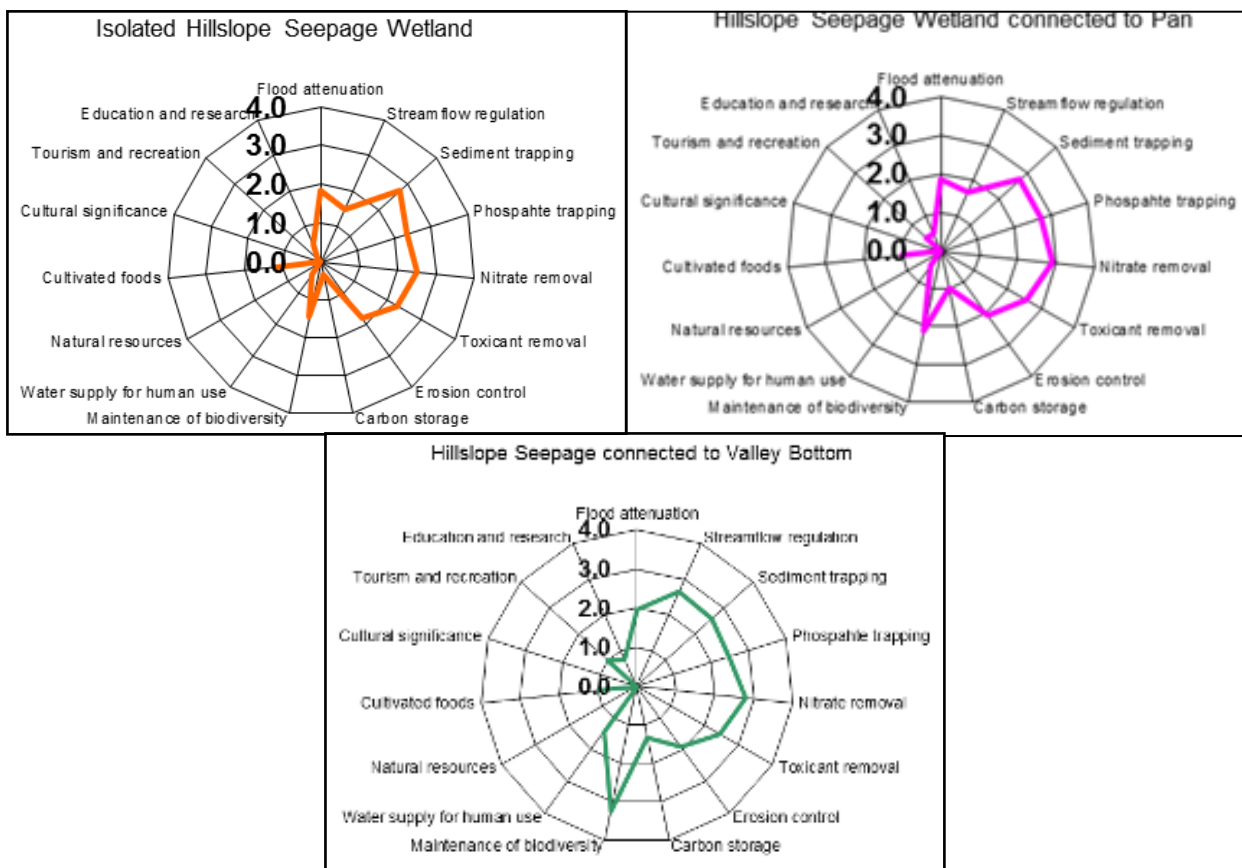 Isolated Hillslope Seepage Wetland
Flood attenuation
Streamflow regulation
Sediment trapping
Phospahte trapping
Nitrate removal
Toxicant removal
Erosion control
Carbon storage
Maintenance of biodiversity
Water supply for human use
Natural resources
Cultivated foods
Cultural significance
Tourism and recreation
Education and research
4.0
3.0
2.0
1.0
0.0
Hillslope Seepage Wetland connected to Pan
Flood attenuation
Streamflow regulation
Sediment trapping
Phospahte trapping
Nitrate removal
Toxicant removal
Erosion control
Carbon storage
Maintenance of biodiversity
Water supply for human use
Natural resources
Cultivated foods
Cultural significance
Tourism and recreation
Education and research
4.0
3.0
2.0
1.0
0.0
Hillslope Seepage connected to Valley Bottom
Flood attenuation
Streamflow regulation
Sediment trapping
Phospahte trapping
Nitrate removal
Toxicant removal
Erosion control
Carbon storage
Maintenance of biodiversity
Water supply for human use
Natural resources
Cultivated foods
Cultural significance
Tourism and recreation
Education and research
4.0
3.0
2.0
1.0
0.0